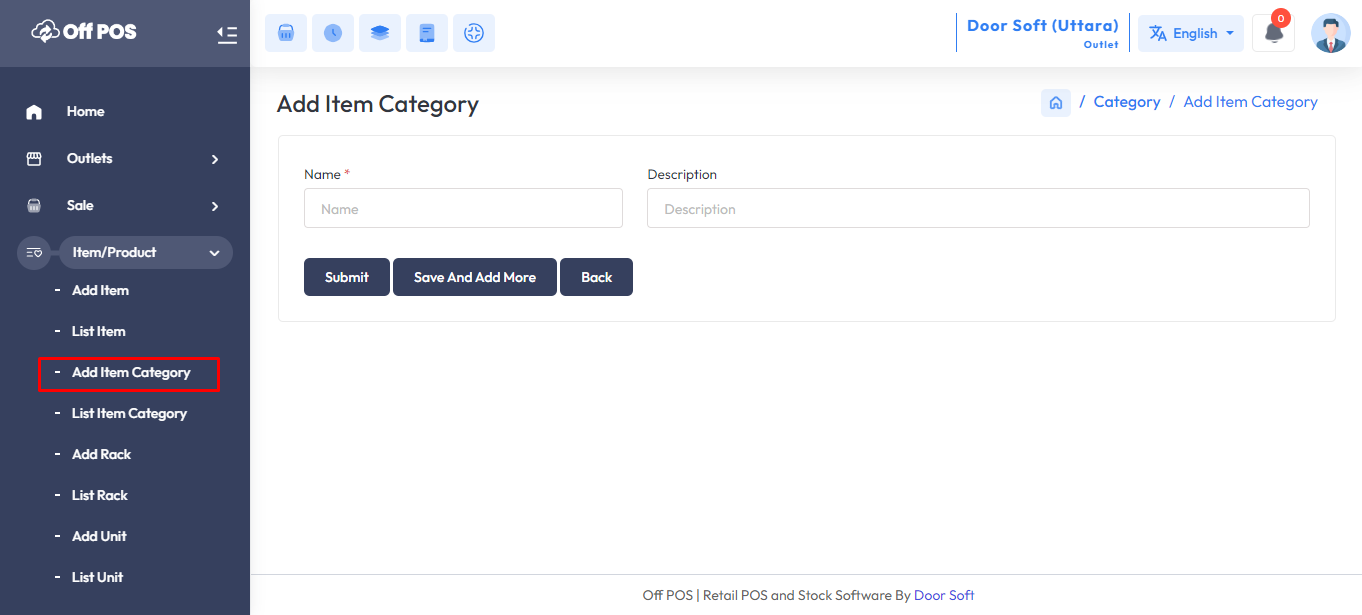 Off POS
Door Soft (Uttara)
Outlet
English
0
Home
Outlets
Sale
Item/Product
- Add Item
- List Item
- Add Item Category
- List Item Category
- Add Rack
- List Rack
- Add Unit
- List Unit
Add Item Category
/ Category / Add Item Category
Name * Description
Name Description
Submit Save And Add More Back
Off POS | Retail POS and Stock Software By Door Soft